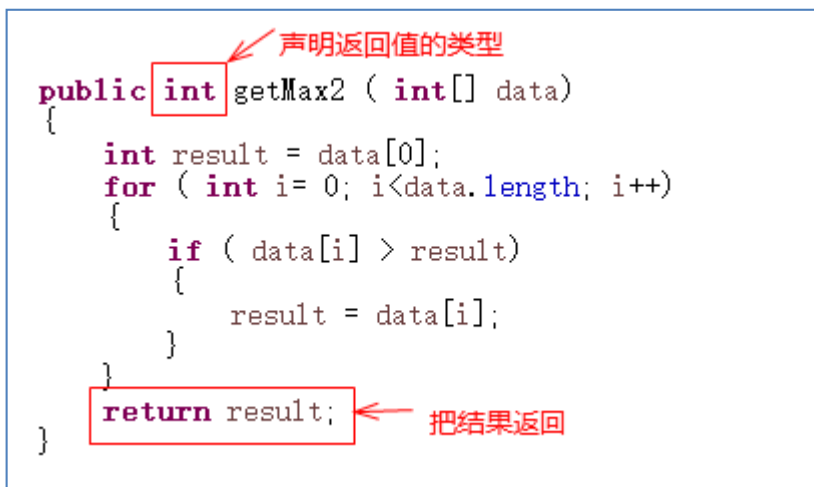 声明返回值的类型
public int getMax2 ( int[] data)
{
    int result = data[0];
    for ( int i= 0; i<data.length; i++)
    {
        if ( data[i] > result)
        {
            result = data[i];
        }
    }
    return result;
把结果返回
}